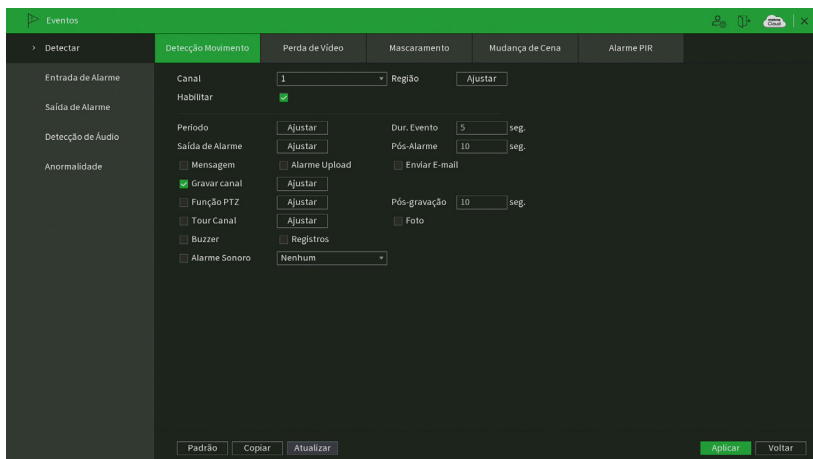 Eventos
Cloud
Detectar
Detecção Movimento
Perda de Vídeo
Mascaramento
Mudança de Cena
Alarme PIR
Entrada de Alarme
Saída de Alarme
Detecção de Áudio
Anormalidade
Canal 1 Região Ajustar
Habilitar
Periodo Ajustar Dur. Evento 5 seg.
Saída de Alarme Ajustar Pós-Alarme 10 seg.
Mensagem Alarme Upload Enviar E-mail
Gravar canal Ajustar
Função PTZ Ajustar Pós-gravação 10 seg.
Tour Canal Ajustar Foto
Buzzer Registros
Alarme Sonoro Nenhum
Padrão Copiar Atualizar Aplicar Voltar